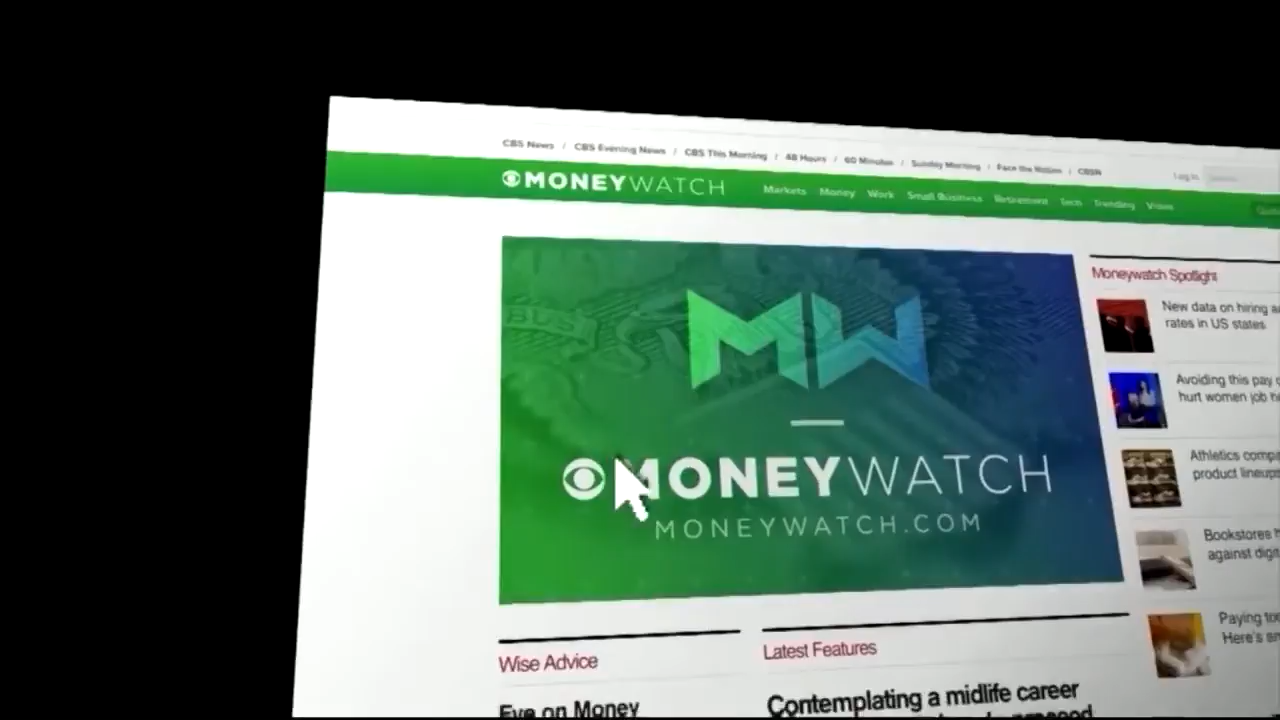 CBS News / CBS Evening News / CBS This Morning / 48 Hours / 60 Minutes / Sunday Morning / Face the Nation / CBSN
Log In
MONEYWATCH
Markets Money Work Small Business Retirement Tech Trending Video
MW
MONEYWATCH
MONEYWATCH.COM
Moneywatch Spotlight
New data on hiring
rates in US states
Avoiding this pay
hurt women job
Athletics
product lineups
Bookstores
against
Paying
Here's
Wise Advice
Eye on Money
Latest Features
Contemplating a midlife career